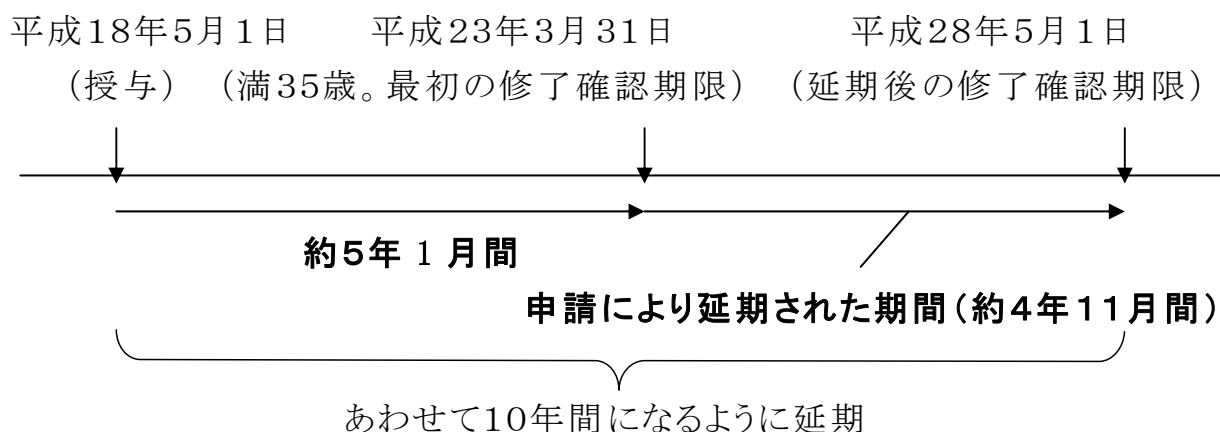 平成１８年５月１日　平成２３年３月３１日　平成２８年５月１日
（授与）（満３５歳。最初の修了確認期限）（延期後の修了確認期限）
約５年 1 月間
申請により延期された期間（約４年１１月間）
あわせて１０年間になるように延期